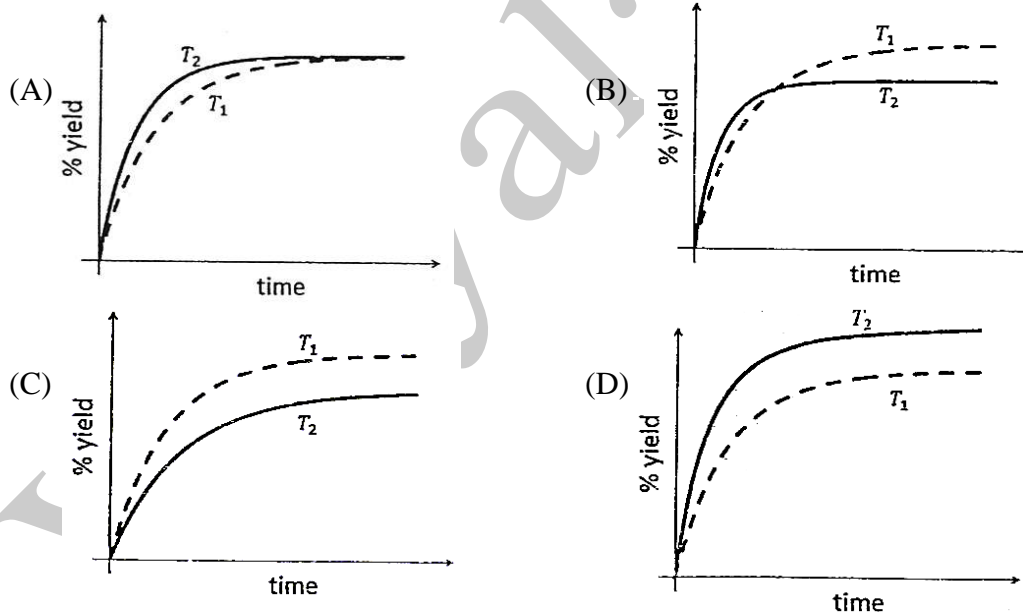 (A)
% yield
T₂
T₁
time
(B)
% yield
T₁
T₂
time
(C)
% yield
T₁
T₂
time
(D)
% yield
T₂
T₁
time